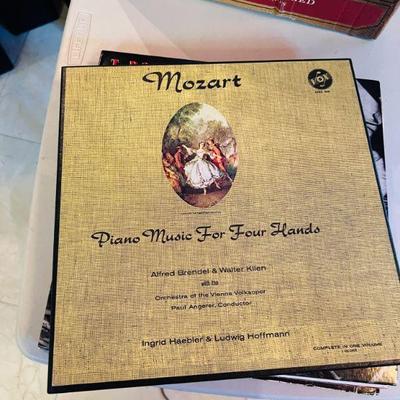 Mozart
VOX
Piano Music For Four Hands
Alfred Brendel & Walter Klien
with the
Orchestra of the Vienna Volksoper
Paul Angerer, Conductor
Ingrid Haebler & Ludwig Hoffmann
COMPLETE IN ONE VOLUME